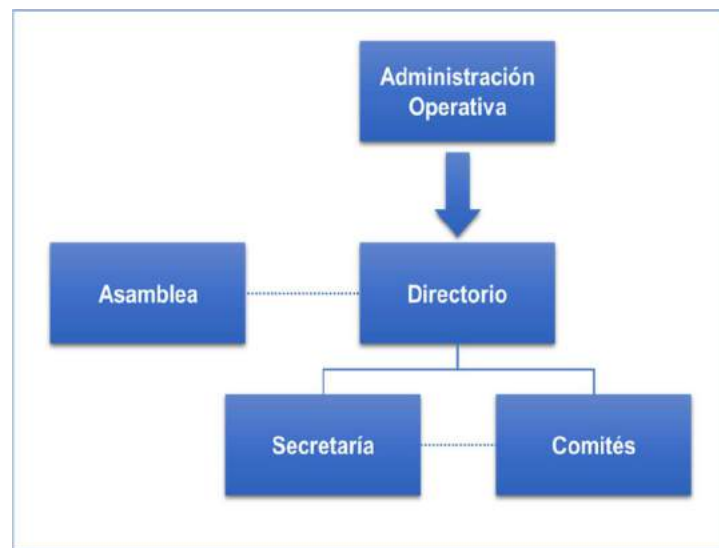 Administración
Operativa
Asamblea
Directorio
Secretaría
Comités